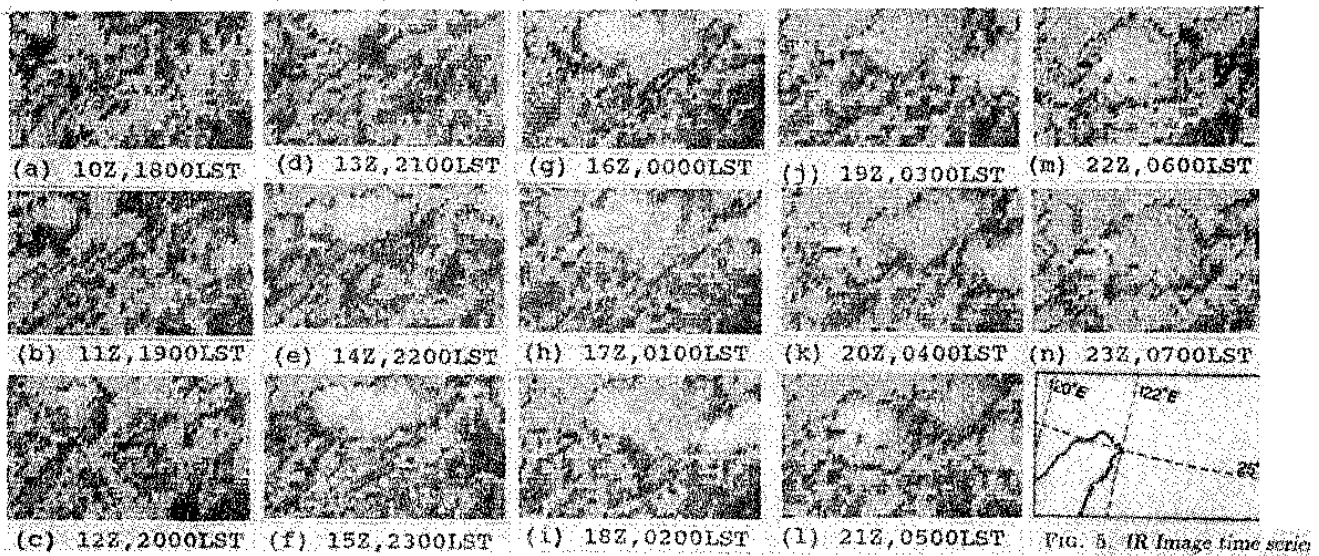 (a) 10Z,1800LST
(d) 13Z,2100LST
(g) 16Z,0000LST
(j) 19Z,0300LST
(m) 22Z,0600LST
(b) 11Z,1900LST
(e) 14Z,2200LST
(h) 17Z,0100LST
(k) 20Z,0400LST
(n) 23Z,0700LST
120°E
122°E
25°
(c) 12Z,2000LST
(f) 15Z,2300LST
(i) 18Z,0200LST
(l) 21Z,0500LST
FIG. 5. IR Image time series